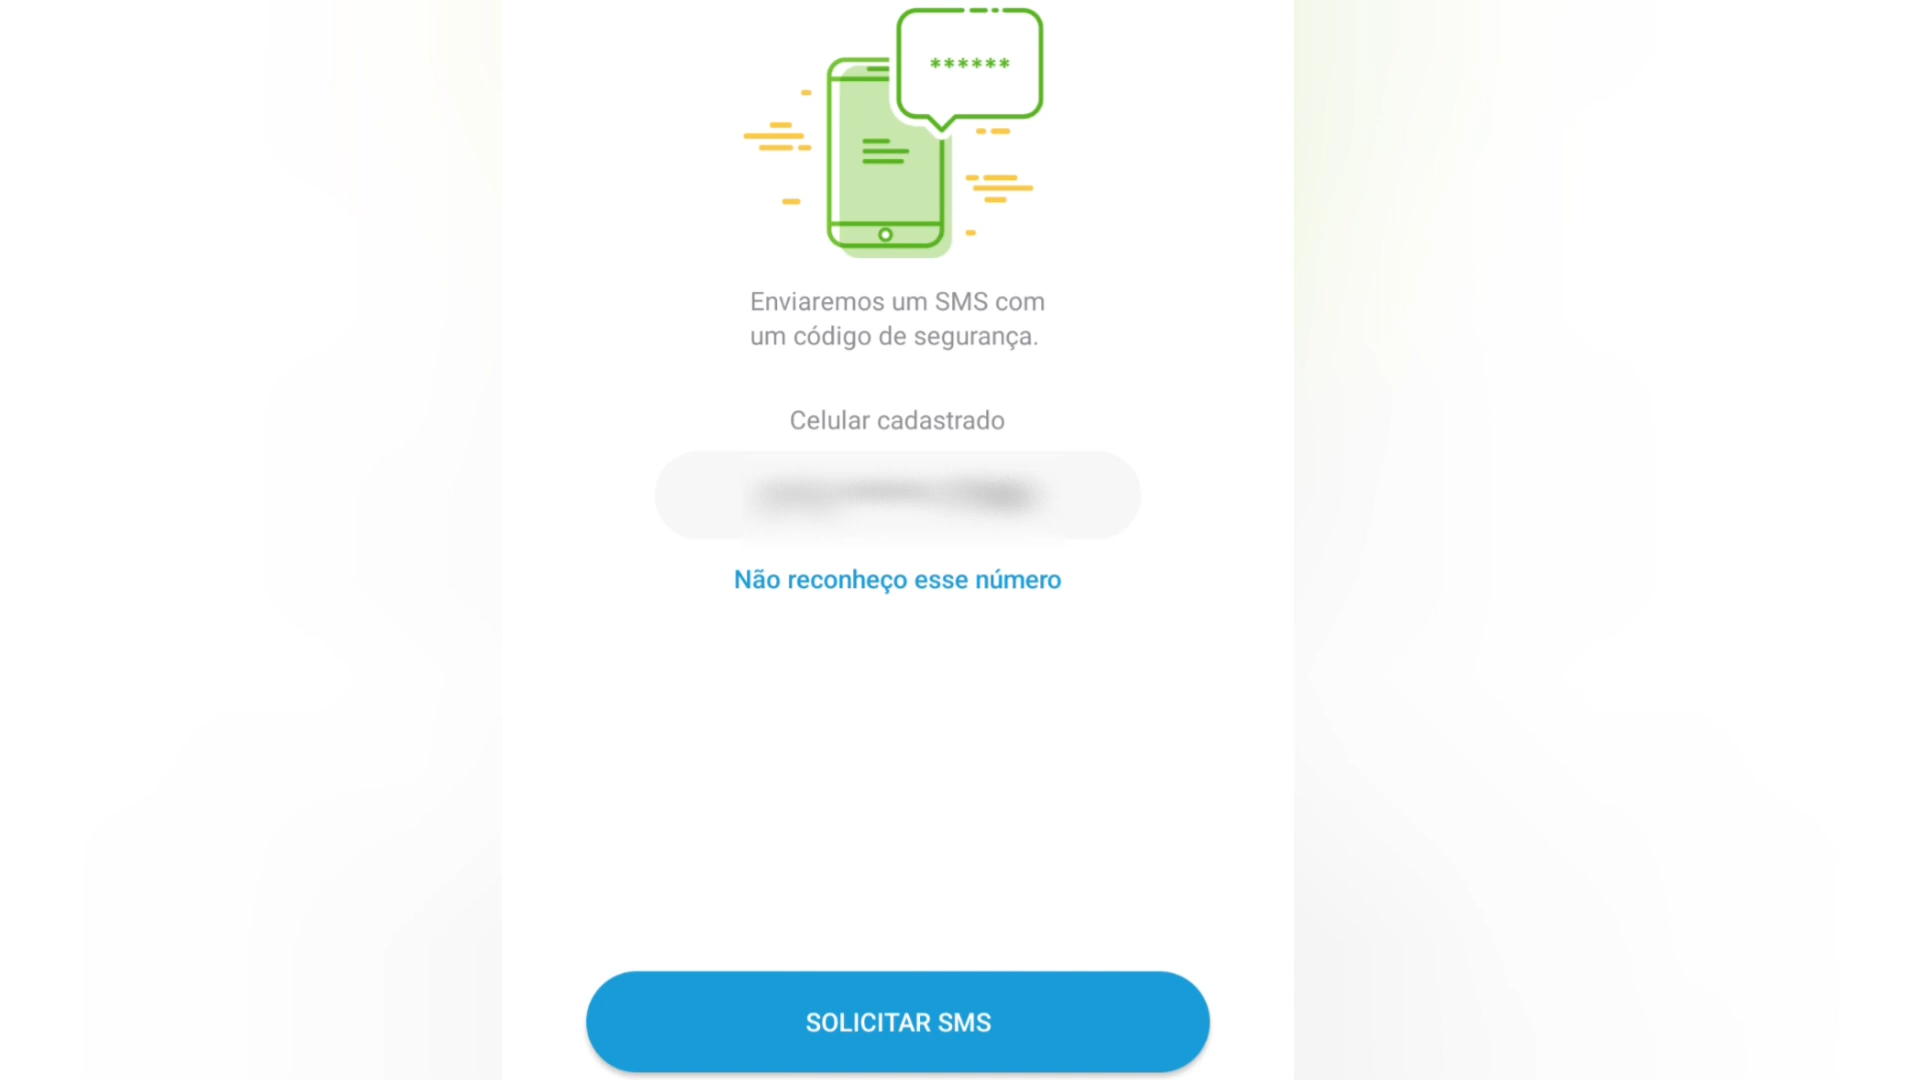 ******
Enviaremos um SMS com
um código de segurança.
Celular cadastrado
Não reconheço esse número
SOLICITAR SMS